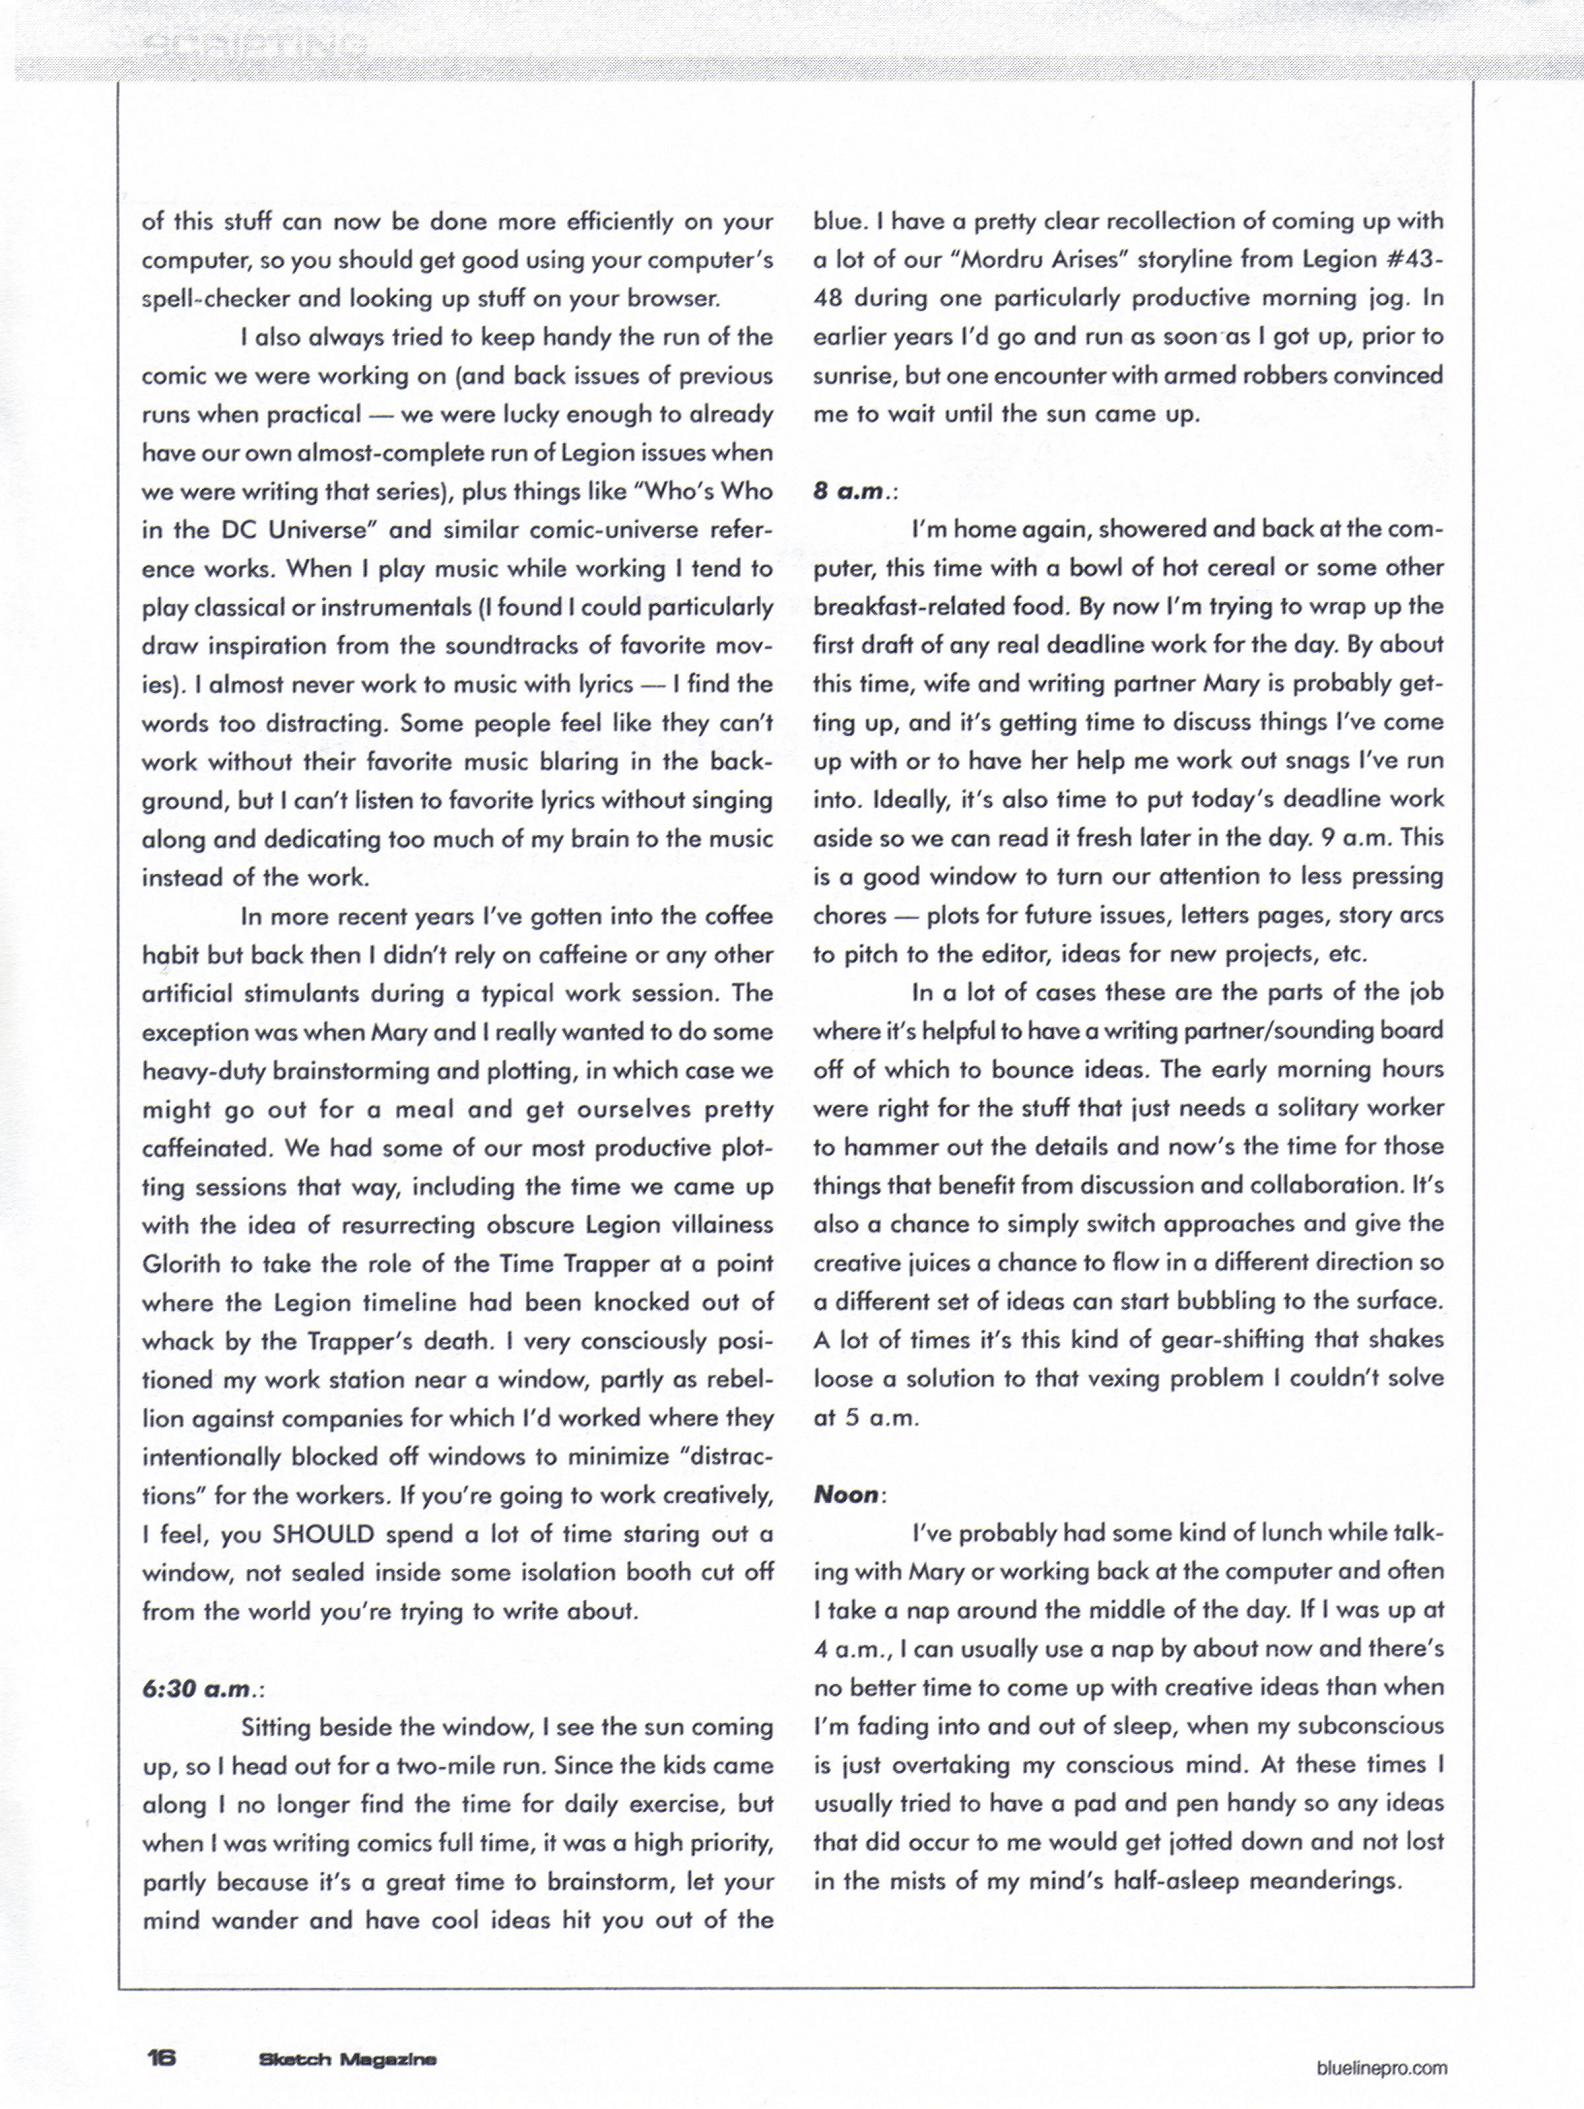 SCRIPTING
of this stuff can now be done more efficiently on your
computer, so you should get good using your computer's
spell-checker and looking up stuff on your browser.
I also always tried to keep handy the run of the
comic we were working on (and back issues of previous
runs when practical — we were lucky enough to already
have our own almost-complete run of Legion issues when
we were writing that series), plus things like "Who's Who
in the DC Universe" and similar comic-universe refer-
ence works. When I play music while working I tend to
play classical or instrumentals (I found I could particularly
draw inspiration from the soundtracks of favorite mov-
ies). I almost never work to music with lyrics — I find the
words too distracting. Some people feel like they can't
work without their favorite music blaring in the back-
ground, but I can't listen to favorite lyrics without singing
along and dedicating too much of my brain to the music
instead of the work.
In more recent years I've gotten into the coffee
habit but back then I didn't rely on caffeine or any other
artificial stimulants during a typical work session. The
exception was when Mary and I really wanted to do some
heavy-duty brainstorming and plotting, in which case we
might go out for a meal and get ourselves pretty
caffeinated. We had some of our most productive plot-
ting sessions that way, including the time we came up
with the idea of resurrecting obscure Legion villainess
Glorith to take the role of the Time Trapper at a point
where the Legion timeline had been knocked out of
whack by the Trapper's death. I very consciously posi-
tioned my work station near a window, partly as rebel-
lion against companies for which I'd worked where they
intentionally blocked off windows to minimize "distrac-
tions" for the workers. If you're going to work creatively,
I feel, you SHOULD spend a lot of time staring out a
window, not sealed inside some isolation booth cut off
from the world you're trying to write about.
6:30 a.m.:
Sitting beside the window, I see the sun coming
up, so I head out for a two-mile run. Since the kids came
along I no longer find the time for daily exercise, but
when I was writing comics full time, it was a high priority,
partly because it's a great time to brainstorm, let your
mind wander and have cool ideas hit you out of the
blue. I have a pretty clear recollection of coming up with
a lot of our "Mordru Arises" storyline from Legion #43-
48 during one particularly productive morning jog. In
earlier years I'd go and run as soon as I got up, prior to
sunrise, but one encounter with armed robbers convinced
me to wait until the sun came up.
8 a.m.:
I'm home again, showered and back at the com-
puter, this time with a bowl of hot cereal or some other
breakfast-related food. By now I'm trying to wrap up the
first draft of any real deadline work for the day. By about
this time, wife and writing partner Mary is probably get-
ting up, and it's getting time to discuss things I've come
up with or to have her help me work out snags I've run
into. Ideally, it's also time to put today's deadline work
aside so we can read it fresh later in the day. 9 a.m. This
is a good window to turn our attention to less pressing
chores — plots for future issues, letters pages, story arcs
to pitch to the editor, ideas for new projects, etc.
In a lot of cases these are the parts of the job
where it's helpful to have a writing partner/sounding board
off of which to bounce ideas. The early morning hours
were right for the stuff that just needs a solitary worker
to hammer out the details and now's the time for those
things that benefit from discussion and collaboration. It's
also a chance to simply switch approaches and give the
creative juices a chance to flow in a different direction so
a different set of ideas can start bubbling to the surface.
A lot of times it's this kind of gear-shifting that shakes
loose a solution to that vexing problem I couldn't solve
at 5 a.m.
Noon:
I've probably had some kind of lunch while talk-
ing with Mary or working back at the computer and often
I take a nap around the middle of the day. If I was up at
4 a.m., I can usually use a nap by about now and there's
no better time to come up with creative ideas than when
I'm fading into and out of sleep, when my subconscious
is just overtaking my conscious mind. At these times I
usually tried to have a pad and pen handy so any ideas
that did occur to me would get jotted down and not lost
in the mists of my mind's half-asleep meanderings.
16
Sketch Magazine
bluelinepro.com